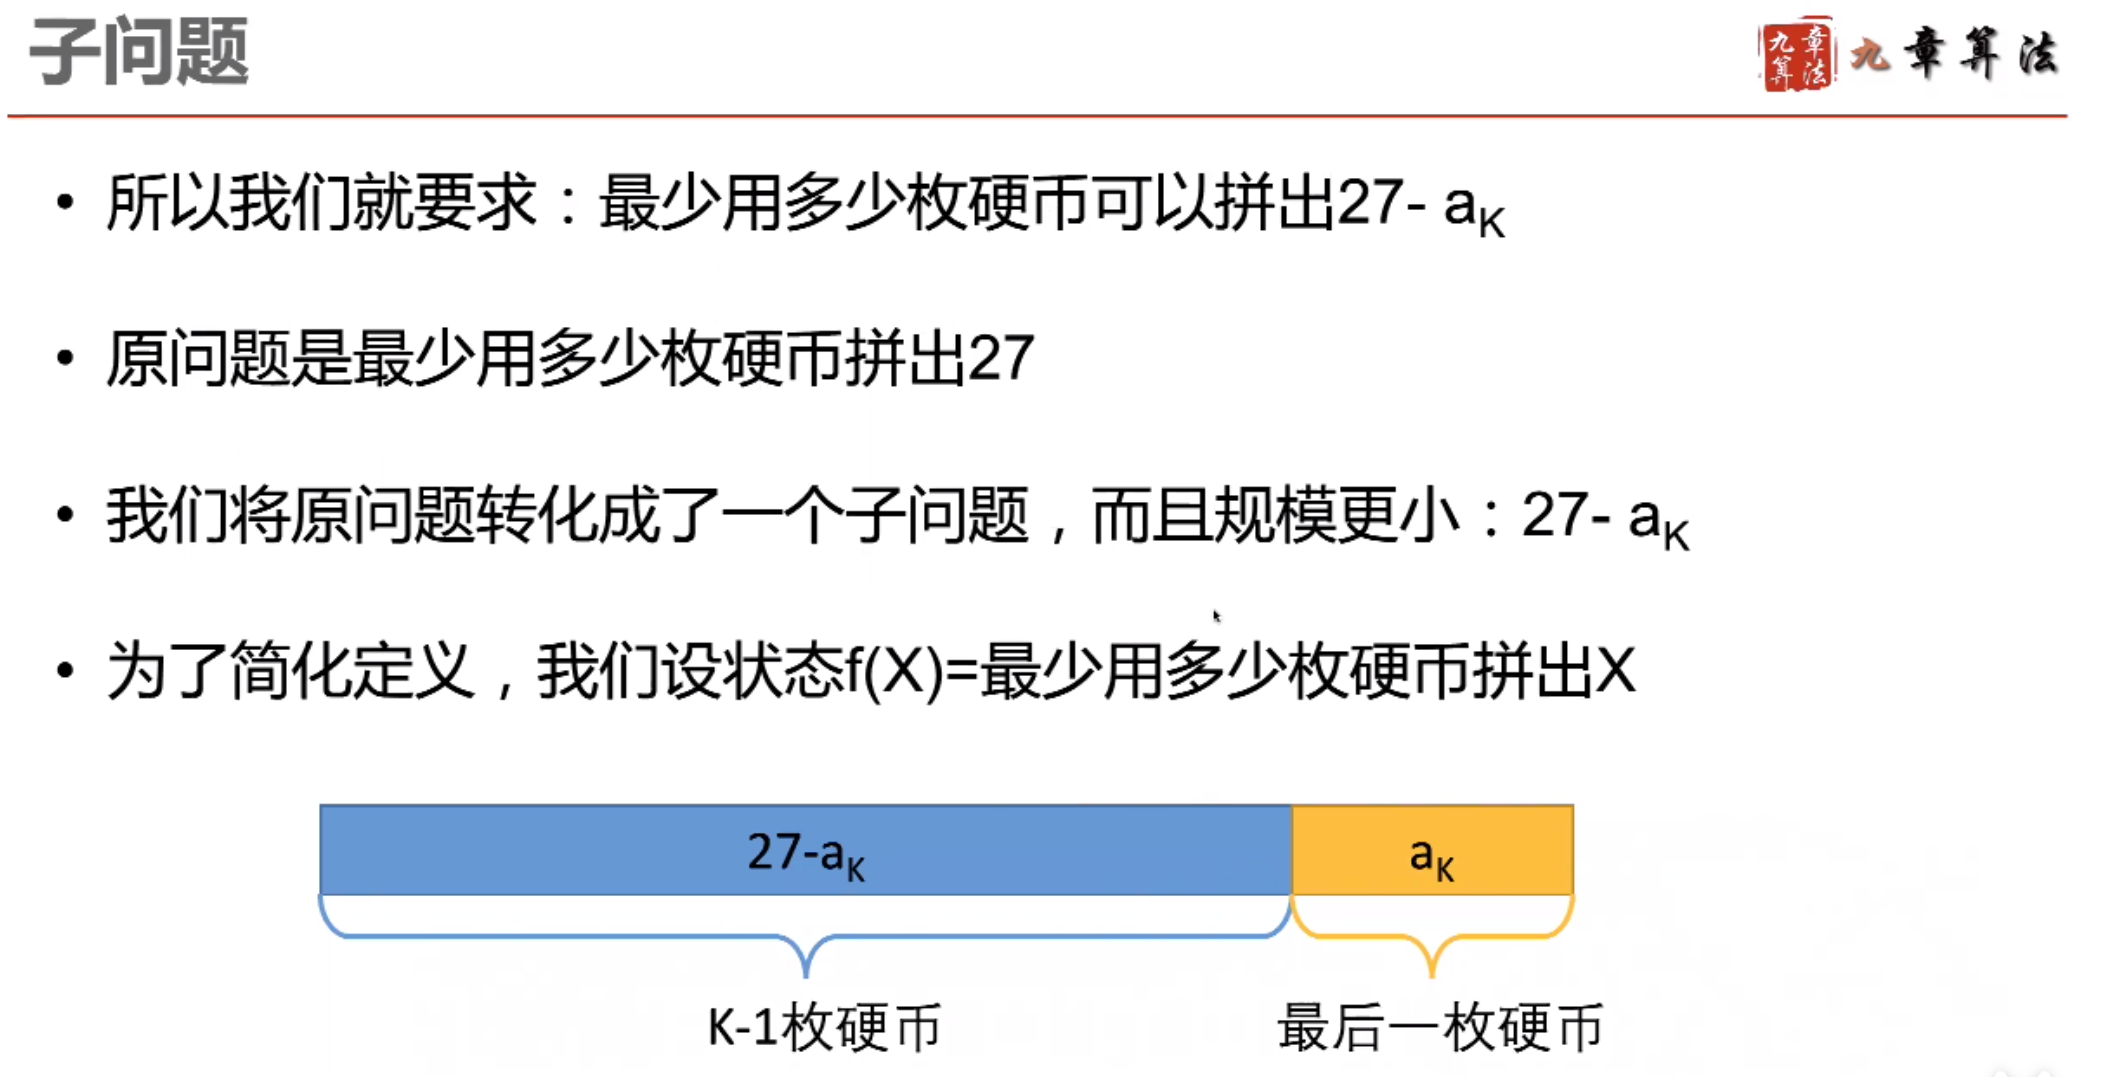 子问题
九章算法
九章算法
• 所以我们就要求：最少用多少枚硬币可以拼出27- aK
• 原问题是最少用多少枚硬币拼出27
• 我们将原问题转化成了一个子问题，而且规模更小：27- aK
• 为了简化定义，我们设状态f(X)=最少用多少枚硬币拼出X
27-aK
aK
K-1枚硬币
最后一枚硬币